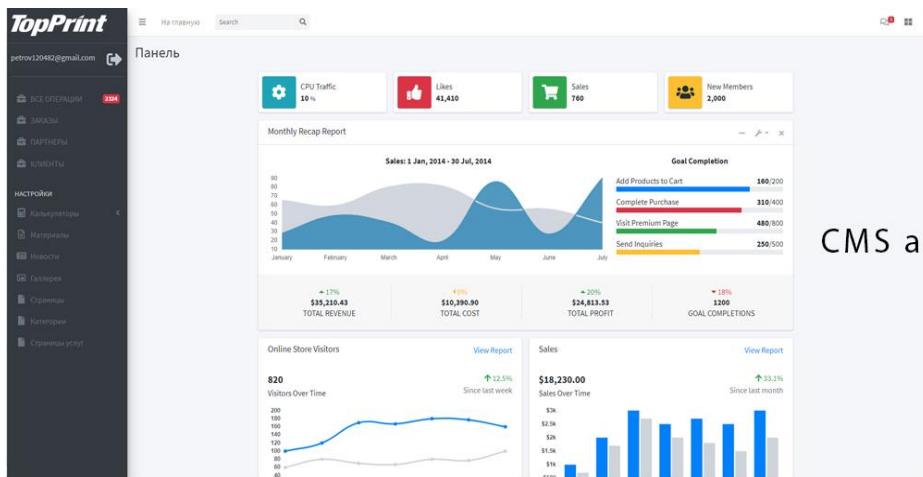 TopPrint
На главную
Search
petrov120482@gmail.com
Панель
ВСЕ ОПЕРАЦИИ 2324
ЗАКАЗЫ
ПАРТНЕРЫ
КЛИЕНТЫ
НАСТРОЙКИ
Калькуляторы
Материалы
Новости
Галлерея
Страницы
Категории
Страницы услуг
CPU Traffic
10 %
Likes
41,410
Sales
760
New Members
2,000
Monthly Recap Report
Sales: 1 Jan, 2014 - 30 Jul, 2014
90
80
70
60
50
40
30
20
10
January February March April May June July
Goal Completion
Add Products to Cart 160/200
Complete Purchase 310/400
Visit Premium Page 480/800
Send Inquiries 250/500
17%
$35,210.43
TOTAL REVENUE
0%
$10,390.90
TOTAL COST
20%
$24,813.53
TOTAL PROFIT
18%
1200
GOAL COMPLETIONS
Online Store Visitors View Report
820
Visitors Over Time
12.5%
Since last week
200
180
160
140
120
100
80
60
40
Sales View Report
$18,230.00
Sales Over Time
33.1%
Since last month
$3k
$2.5k
$2k
$1.5k
$1k
CMS a